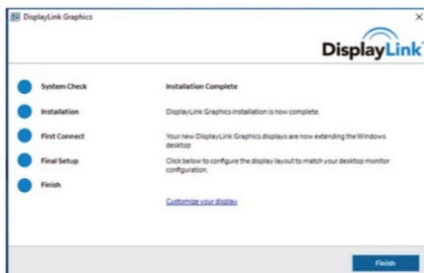 DisplayLink Graphics
DisplayLink
System Check
Installation Complete
Installation
DisplayLink Graphics installation is now complete.
First Connect
Your new DisplayLink Graphics displays are now extending the Windows
desktop
Final Setup
Click below to configure the display layout to match your desktop monitor
configuration.
Finish
Customize your display
Finish